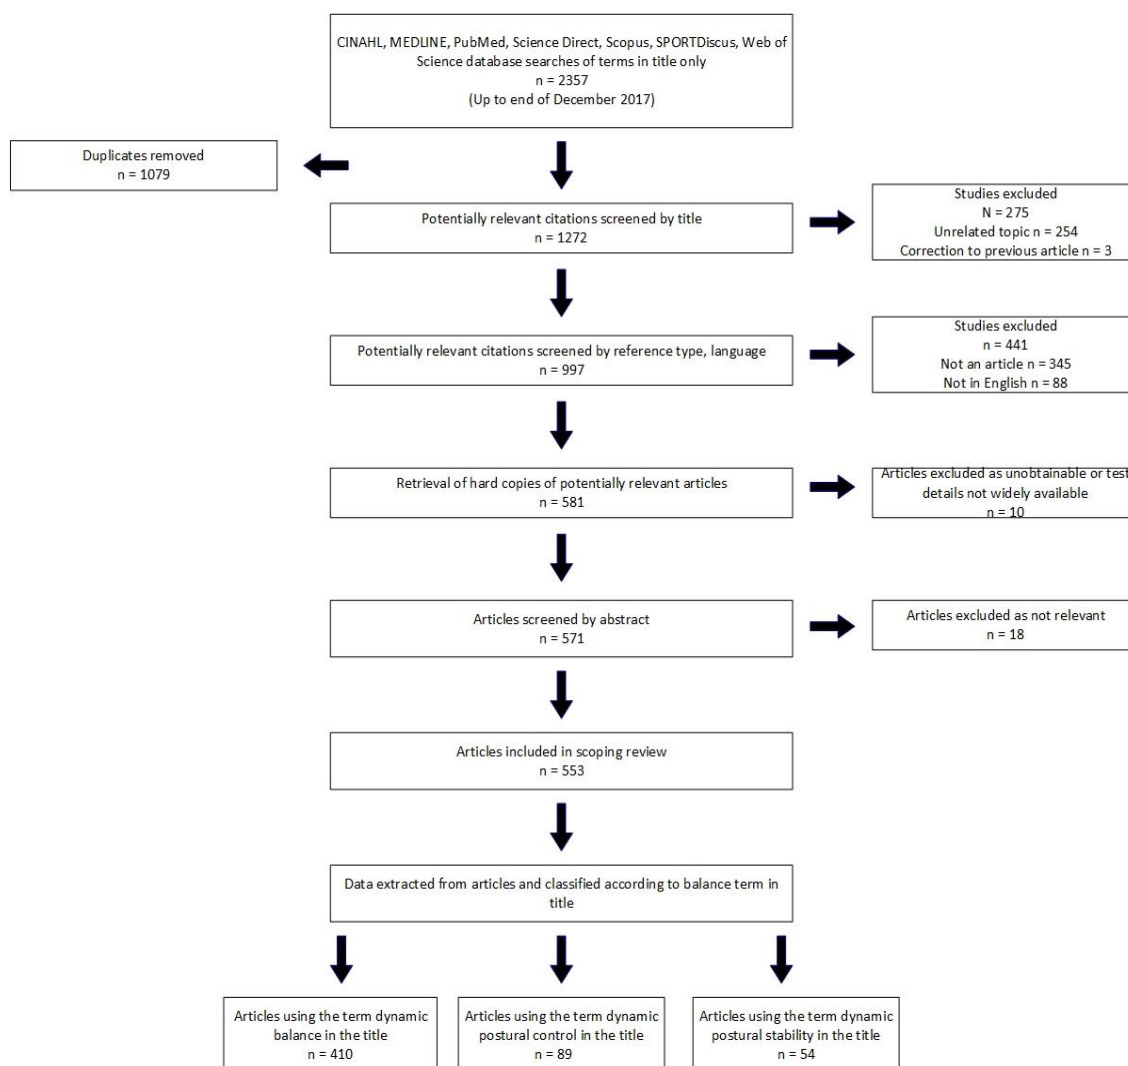 CINAHL, MEDLINE, PubMed, Science Direct, Scopus, SPORTDiscus, Web of
Science database searches of terms in title only
n = 2357
(Up to end of December 2017)
Duplicates removed
n = 1079
Potentially relevant citations screened by title
n = 1272
Studies excluded
N = 275
Unrelated topic n = 254
Correction to previous article n = 3
Potentially relevant citations screened by reference type, language
n = 997
Studies excluded
n = 441
Not an article n = 345
Not in English n = 88
Retrieval of hard copies of potentially relevant articles
n = 581
Articles excluded as unobtainable or test
details not widely available
n = 10
Articles screened by abstract
n = 571
Articles excluded as not relevant
n = 18
Articles included in scoping review
n = 553
Data extracted from articles and classified according to balance term in
title
Articles using the term dynamic
balance in the title
n = 410
Articles using the term dynamic
postural control in the title
n = 89
Articles using the term dynamic
postural stability in the title
n = 54